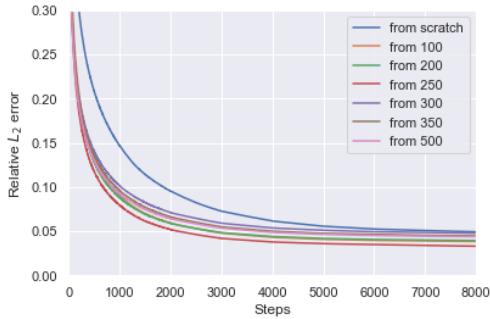 0.30
0.25
0.20
0.15
0.10
0.05
0.00
Relative L2 error
0 1000 2000 3000 4000 5000 6000 7000 8000
Steps
from scratch
from 100
from 200
from 250
from 300
from 350
from 500